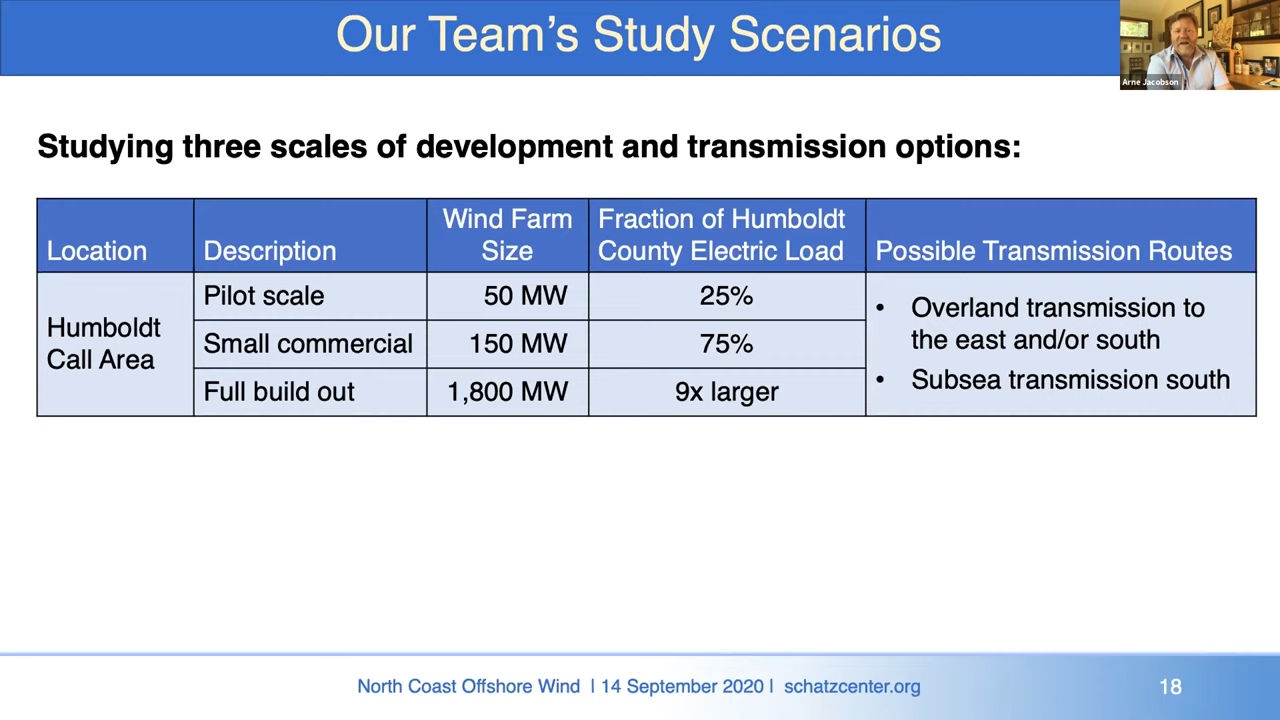 Our Team's Study Scenarios
Arne Jacobson
Studying three scales of development and transmission options:
Location
Description
Wind Farm
Size
Fraction of Humboldt
County Electric Load
Possible Transmission Routes
Humboldt
Call Area
Pilot scale
50 MW
25%
Small commercial
150 MW
75%
Full build out
1,800 MW
9x larger
• Overland transmission to
the east and/or south
• Subsea transmission south
North Coast Offshore Wind | 14 September 2020 | schatzcenter.org
18